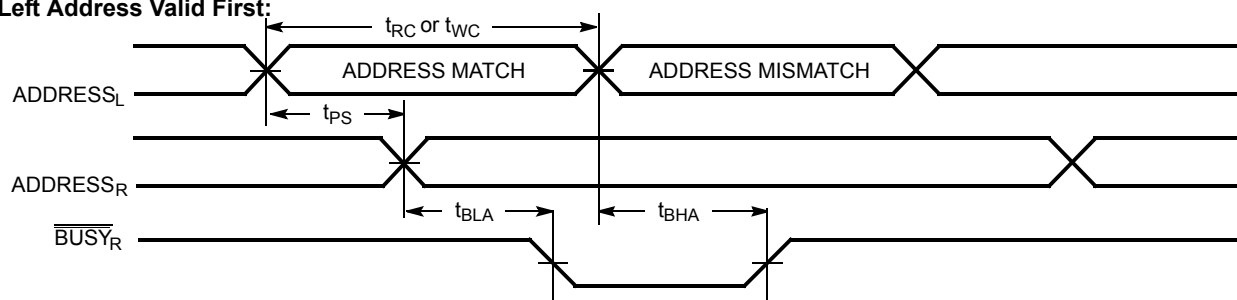 Left Address Valid First:
tRC or tWC
ADDRESS MATCH
ADDRESS MISMATCH
ADDRESSL
tPS
ADDRESSR
tBLA
tBHA
BUSYR